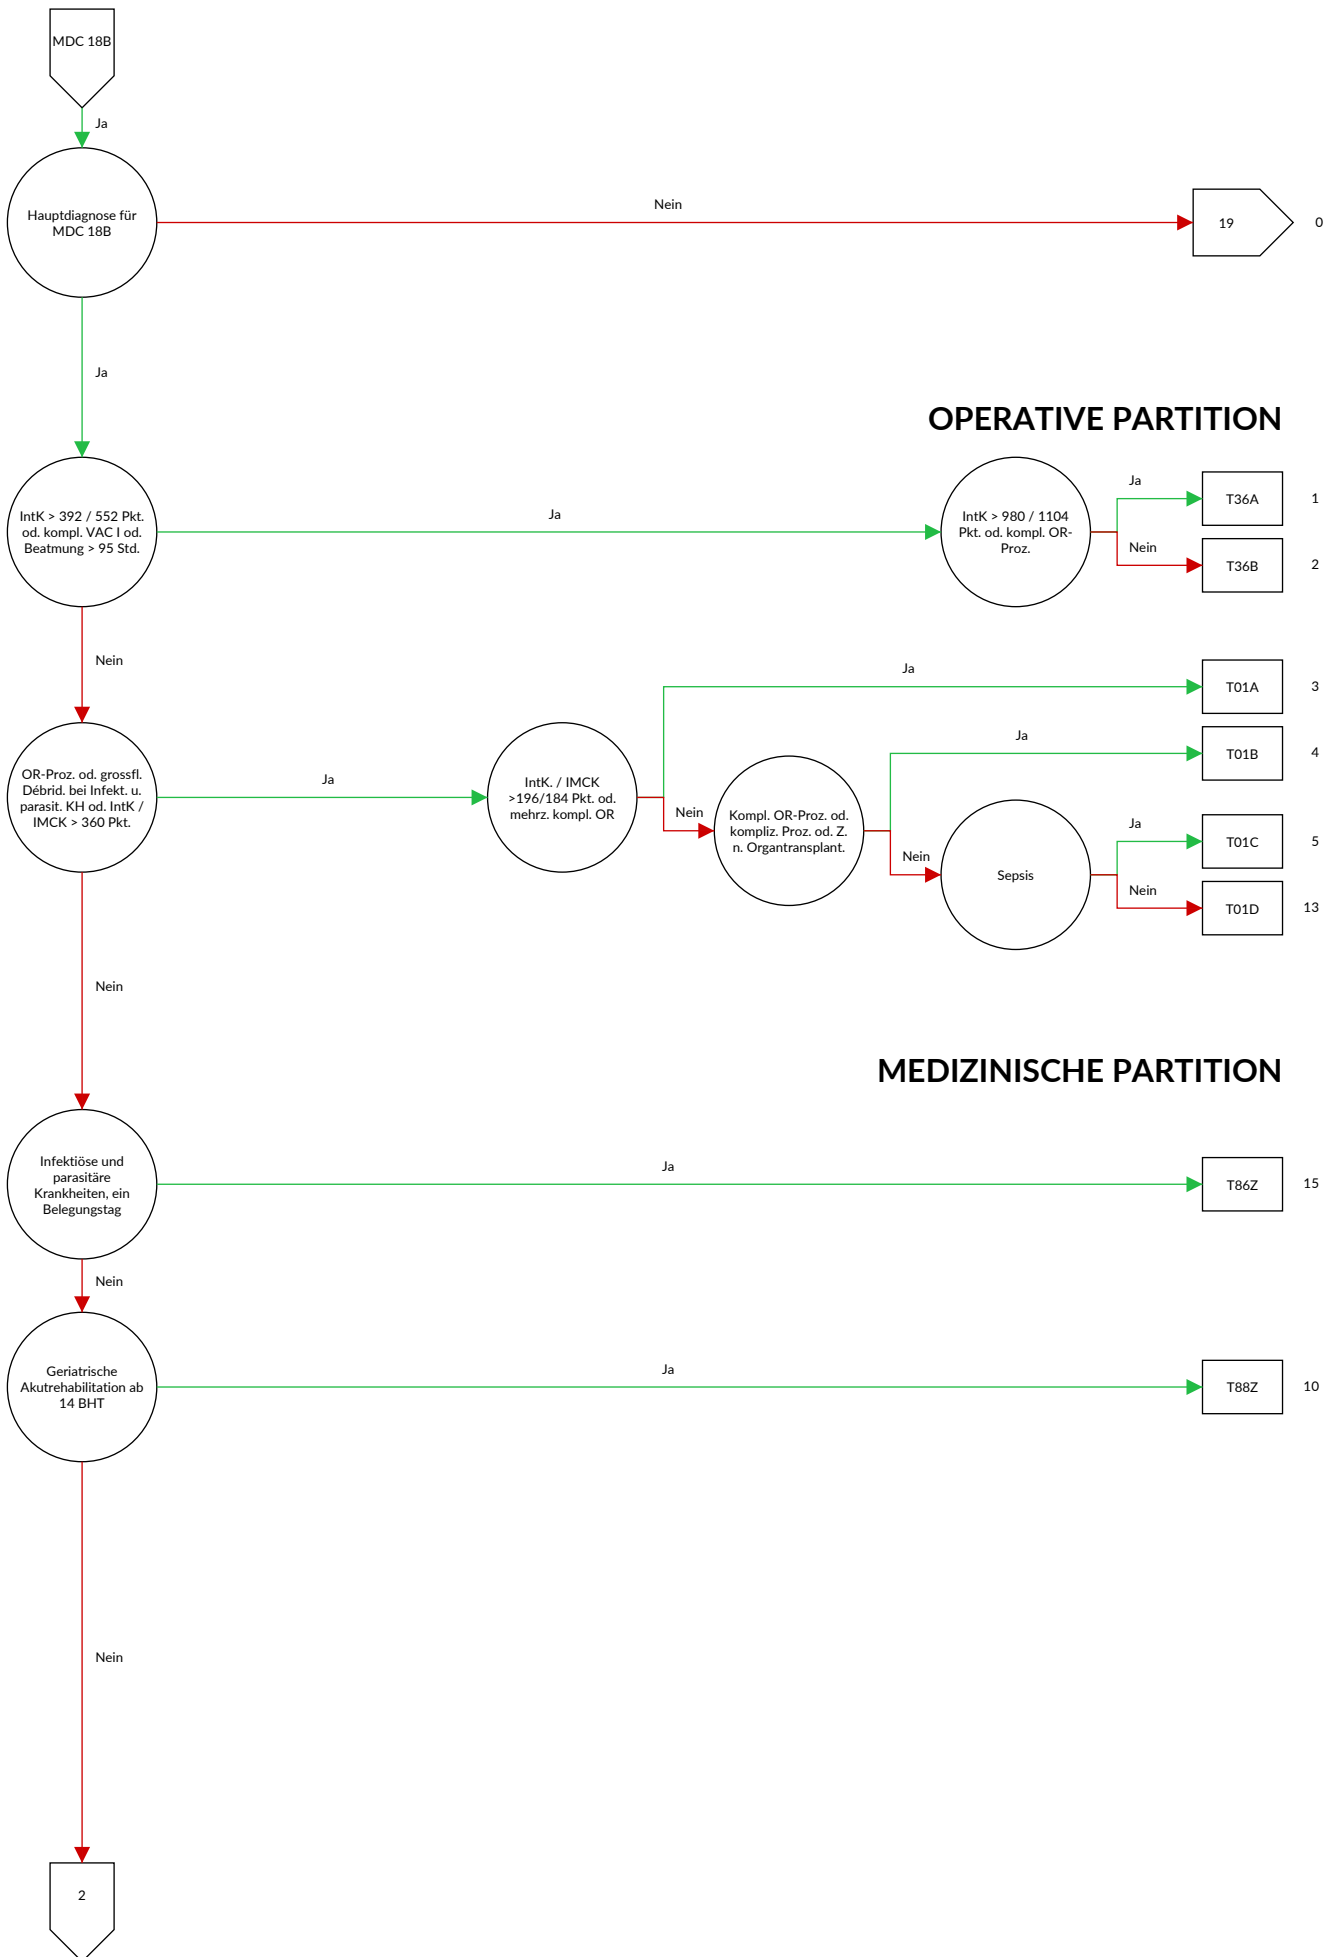 MDC 18B
Ja
Hauptdiagnose für
MDC 18B
Nein
19
0
Ja
OPERATIVE PARTITION
IntK > 392 / 552 Pkt.
od. kompl. VAC I od.
Beatmung > 95 Std.
Ja
IntK > 980 / 1104
Pkt. od. kompl. OR-
Proz.
Ja
T36A
1
Nein
T36B
2
Nein
OR-Proz. od. grossfl.
Débrid. bei Infekt. u.
parasit. KH od. IntK /
IMCK > 360 Pkt.
Ja
IntK. / IMCK
>196/184 Pkt. od.
mehrz. kompl. OR
Ja
T01A
3
Nein
Kompl. OR-Proz. od.
kompliz. Proz. od. Z.
n. Organtransplant.
Ja
T01B
4
Nein
Sepsis
Ja
T01C
5
Nein
T01D
13
Nein
MEDIZINISCHE PARTITION
Infektiöse und
parasitäre
Krankheiten, ein
Belegungstag
Ja
T86Z
15
Nein
Geriatrische
Akutrehabilitation ab
14 BHT
Ja
T88Z
10
Nein
2